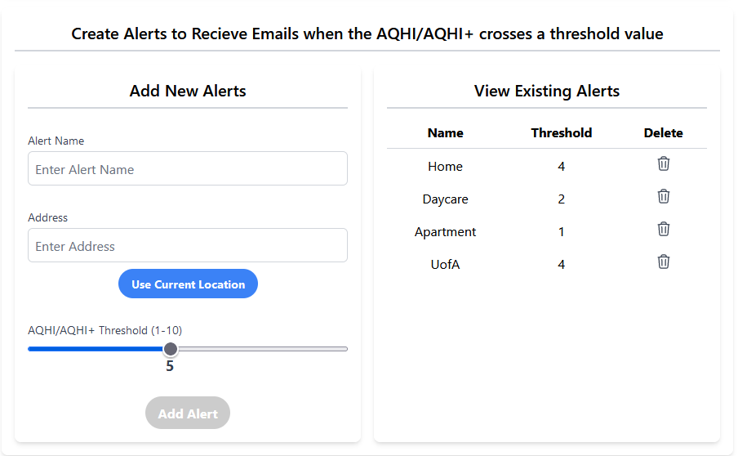 Create Alerts to Recieve Emails when the AQHI/AQHI+ crosses a threshold value
Add New Alerts
Alert Name
Enter Alert Name
Address
Enter Address
Use Current Location
AQHI/AQHI+ Threshold (1-10)
5
Add Alert
View Existing Alerts
Name Threshold Delete
Home 4
Daycare 2
Apartment 1
UofA 4